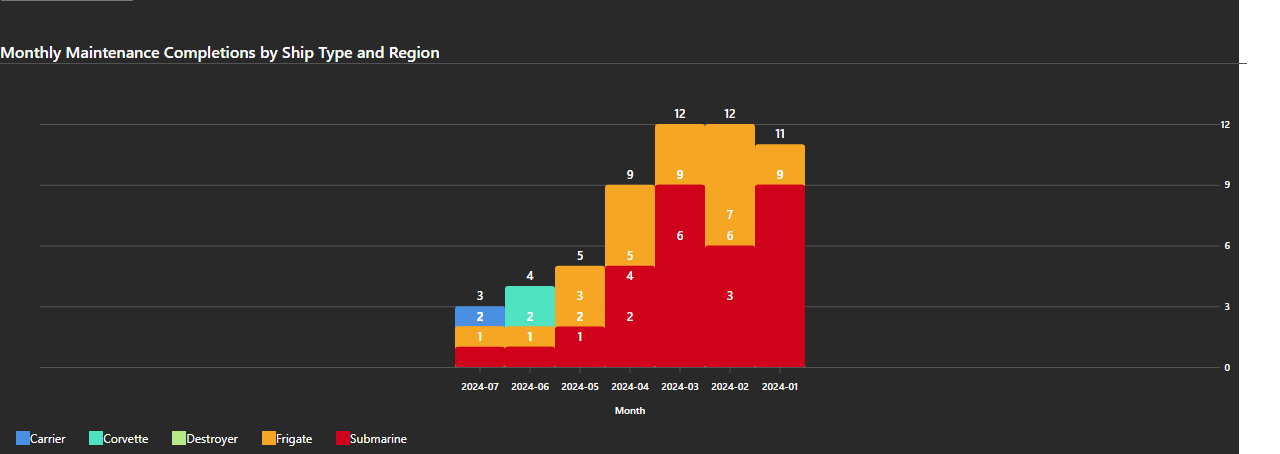 Monthly Maintenance Completions by Ship Type and Region
12 12
11
12
9 9 9
9
7
5 5 6 6
6
4 4
3 3 3
3
2 2 2 2
1 1 1
0
2024-07 2024-06 2024-05 2024-04 2024-03 2024-02 2024-01
Month
Carrier Corvette Destroyer Frigate Submarine